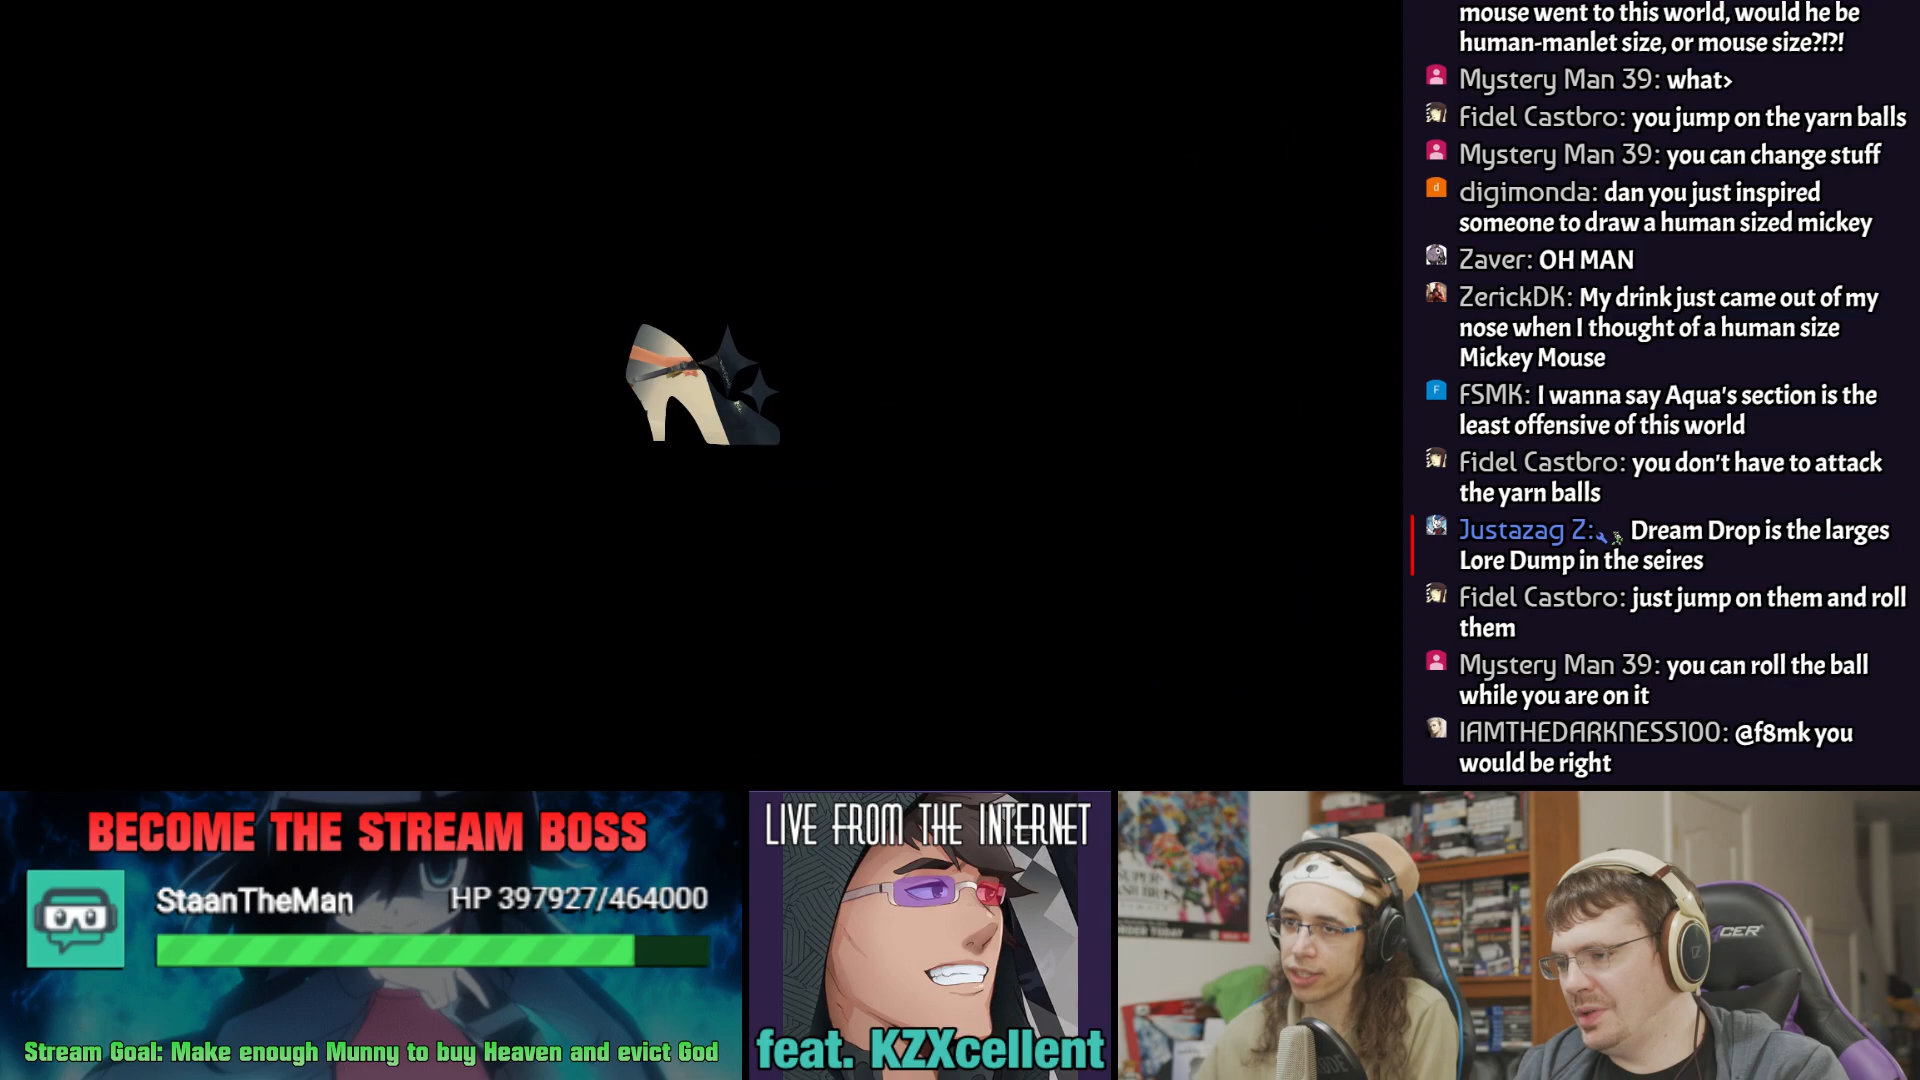 mouse went to this world, would he be
human-manlet size, or mouse size?!?!
Mystery Man 39: what>
Fidel Castbro: you jump on the yarn balls
Mystery Man 39: you can change stuff
digimonda: dan you just inspired
someone to draw a human sized mickey
Zaver: OH MAN
ZerickDK: My drink just came out of my
nose when I thought of a human size
Mickey Mouse
FSMK: I wanna say Aqua's section is the
least offensive of this world
Fidel Castbro: you don't have to attack
the yarn balls
Justazag Z: Dream Drop is the larges
Lore Dump in the seires
Fidel Castbro: just jump on them and roll
them
Mystery Man 39: you can roll the ball
while you are on it
IAMTHEDARKNESS100: @f8mk you
would be right
BECOME THE STREAM BOSS
StaanTheMan HP 397927/464000
Stream Goal: Make enough Munny to buy Heaven and evict God
LIVE FROM THE INTERNET
feat. KZXcellent
ACER